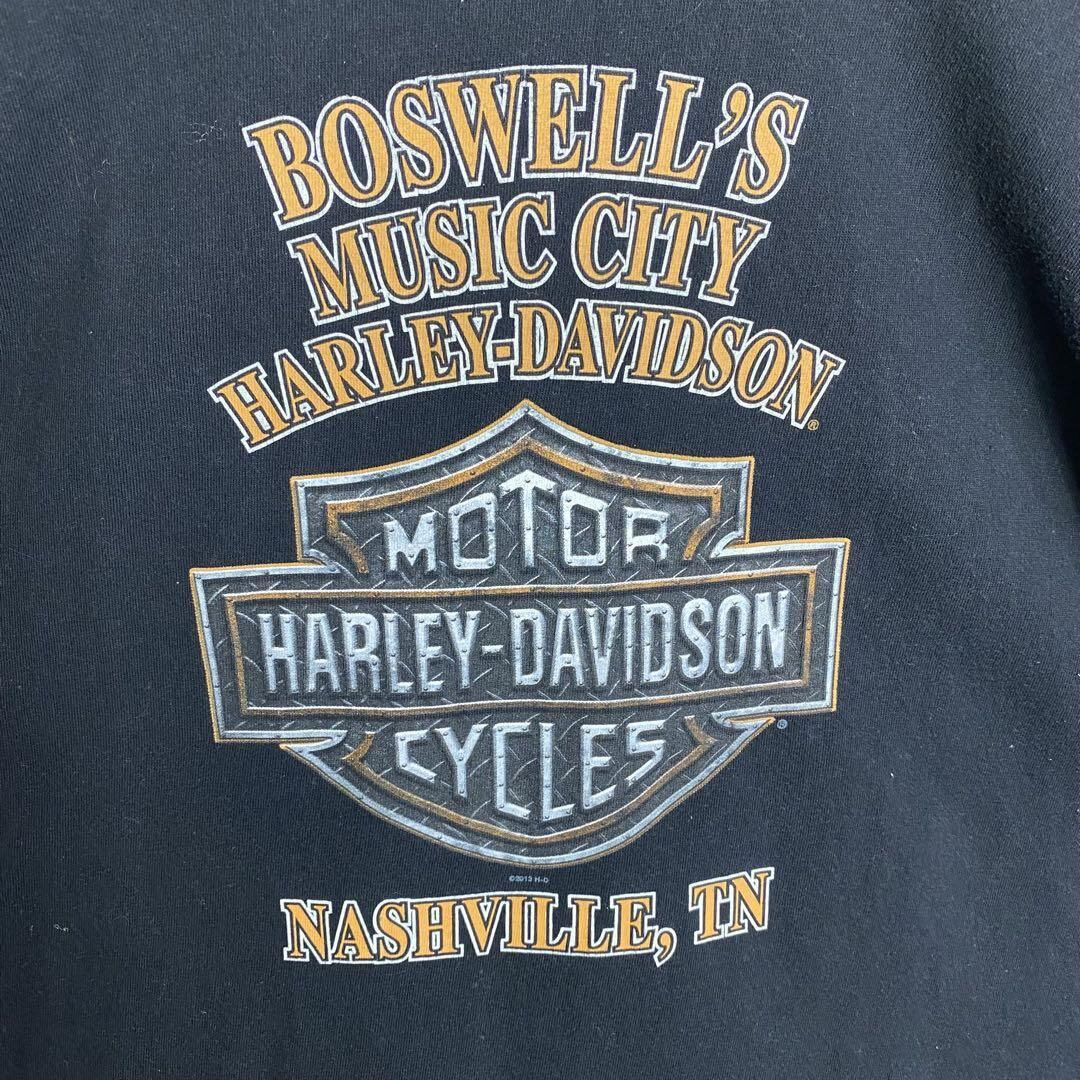 BOSWELL'S
MUSIC CITY
HARLEY-DAVIDSON®
MOTOR
HARLEY-DAVIDSON
CYCLES
®
©2013 H-D
NASHVILLE, TN